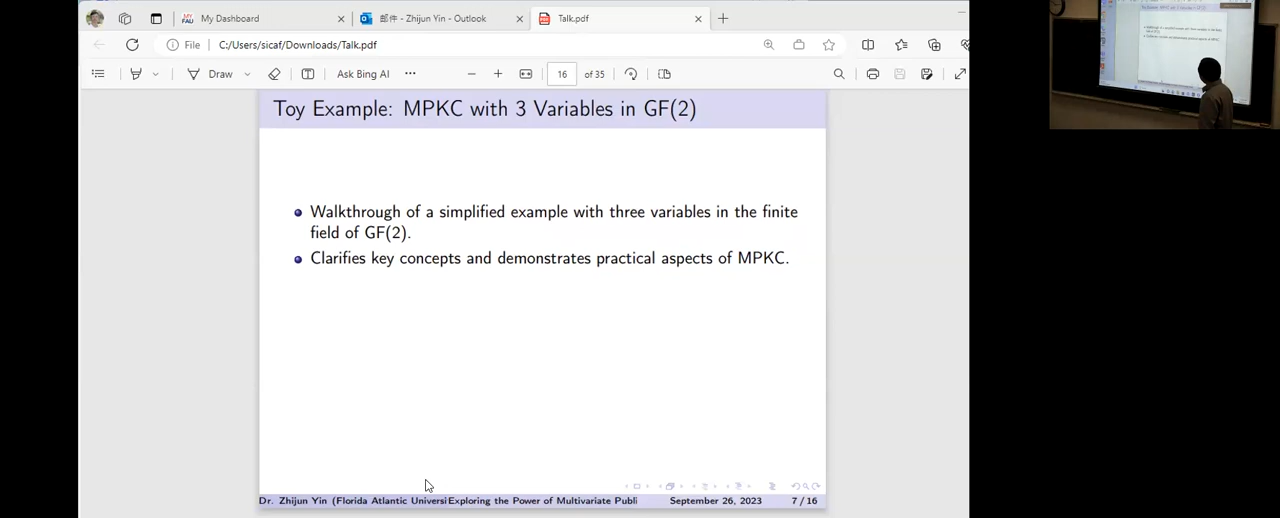 My Dashboard
邮件 - Zhijun Yin - Outlook
Talk.pdf
File
C:/Users/sicaf/Downloads/Talk.pdf
Draw
Ask Bing AI
16
of 35
Toy Example: MPKC with 3 Variables in GF(2)
Walkthrough of a simplified example with three variables in the finite
field of GF(2).
Clarifies key concepts and demonstrates practical aspects of MPKC.
Dr. Zhijun Yin (Florida Atlantic Universi
Exploring the Power of Multivariate Publi
September 26, 2023
7 / 16